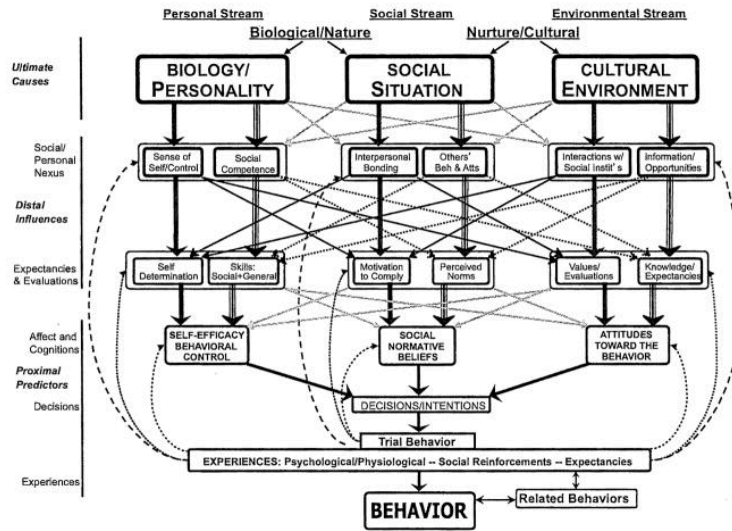 Personal Stream Social Stream Environmental Stream
Biological/Nature Nurture/Cultural
Ultimate
Causes
BIOLOGY/
PERSONALITY
SOCIAL
SITUATION
CULTURAL
ENVIRONMENT
Social/
Personal
Nexus
Sense of
Self/Control
Social
Competence
Interpersonal
Bonding
Others'
Beh & Atts
Interactions w/
Social Instit's
Information/
Opportunities
Distal
Influences
Expectancies
& Evaluations
Self
Determination
Skills:
Social+General
Motivation
to Comply
Perceived
Norms
Values/
Evaluations
Knowledge/
Expectancies
Affect and
Cognitions
SELF-EFFICACY
BEHAVIORAL
CONTROL
SOCIAL
NORMATIVE
BELIEFS
ATTITUDES
TOWARD THE
BEHAVIOR
Proximal
Predictors
Decisions
DECISIONS/INTENTIONS
Trial Behavior
EXPERIENCES: Psychological/Physiological -- Social Reinforcements -- Expectancies
Experiences
BEHAVIOR
Related Behaviors